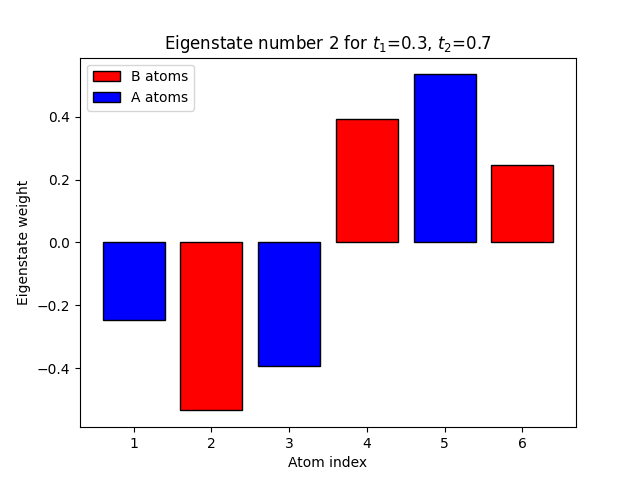 Eigenstate number 2 for t₁=0.3, t₂=0.7
B atoms
A atoms
Eigenstate weight
0.4
0.2
0.0
−0.2
−0.4
1 2 3 4 5 6
Atom index